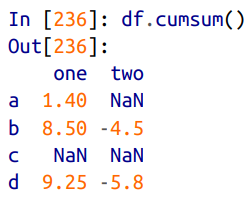 In [236]: df.cumsum()
Out[236]:
one two
a 1.40 NaN
b 8.50 -4.5
c NaN NaN
d 9.25 -5.8